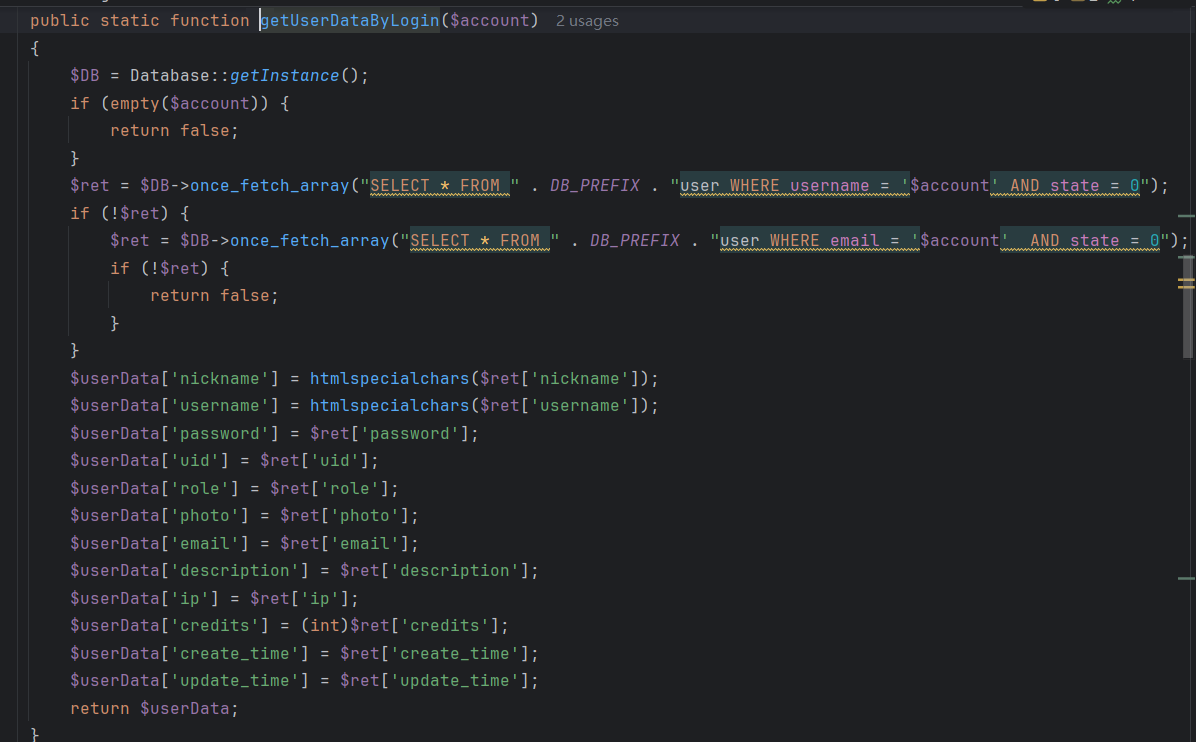 public static function getUserDataByLogin($account)  2 usages
{
    $DB = Database::getInstance();
    if (empty($account)) {
        return false;
    }
    $ret = $DB->once_fetch_array("SELECT * FROM " . DB_PREFIX . "user WHERE username = '$account' AND state = 0");
    if (!$ret) {
        $ret = $DB->once_fetch_array("SELECT * FROM " . DB_PREFIX . "user WHERE email = '$account'  AND state = 0");
        if (!$ret) {
            return false;
        }
    }
    $userData['nickname'] = htmlspecialchars($ret['nickname']);
    $userData['username'] = htmlspecialchars($ret['username']);
    $userData['password'] = $ret['password'];
    $userData['uid'] = $ret['uid'];
    $userData['role'] = $ret['role'];
    $userData['photo'] = $ret['photo'];
    $userData['email'] = $ret['email'];
    $userData['description'] = $ret['description'];
    $userData['ip'] = $ret['ip'];
    $userData['credits'] = (int)$ret['credits'];
    $userData['create_time'] = $ret['create_time'];
    $userData['update_time'] = $ret['update_time'];
    return $userData;
}